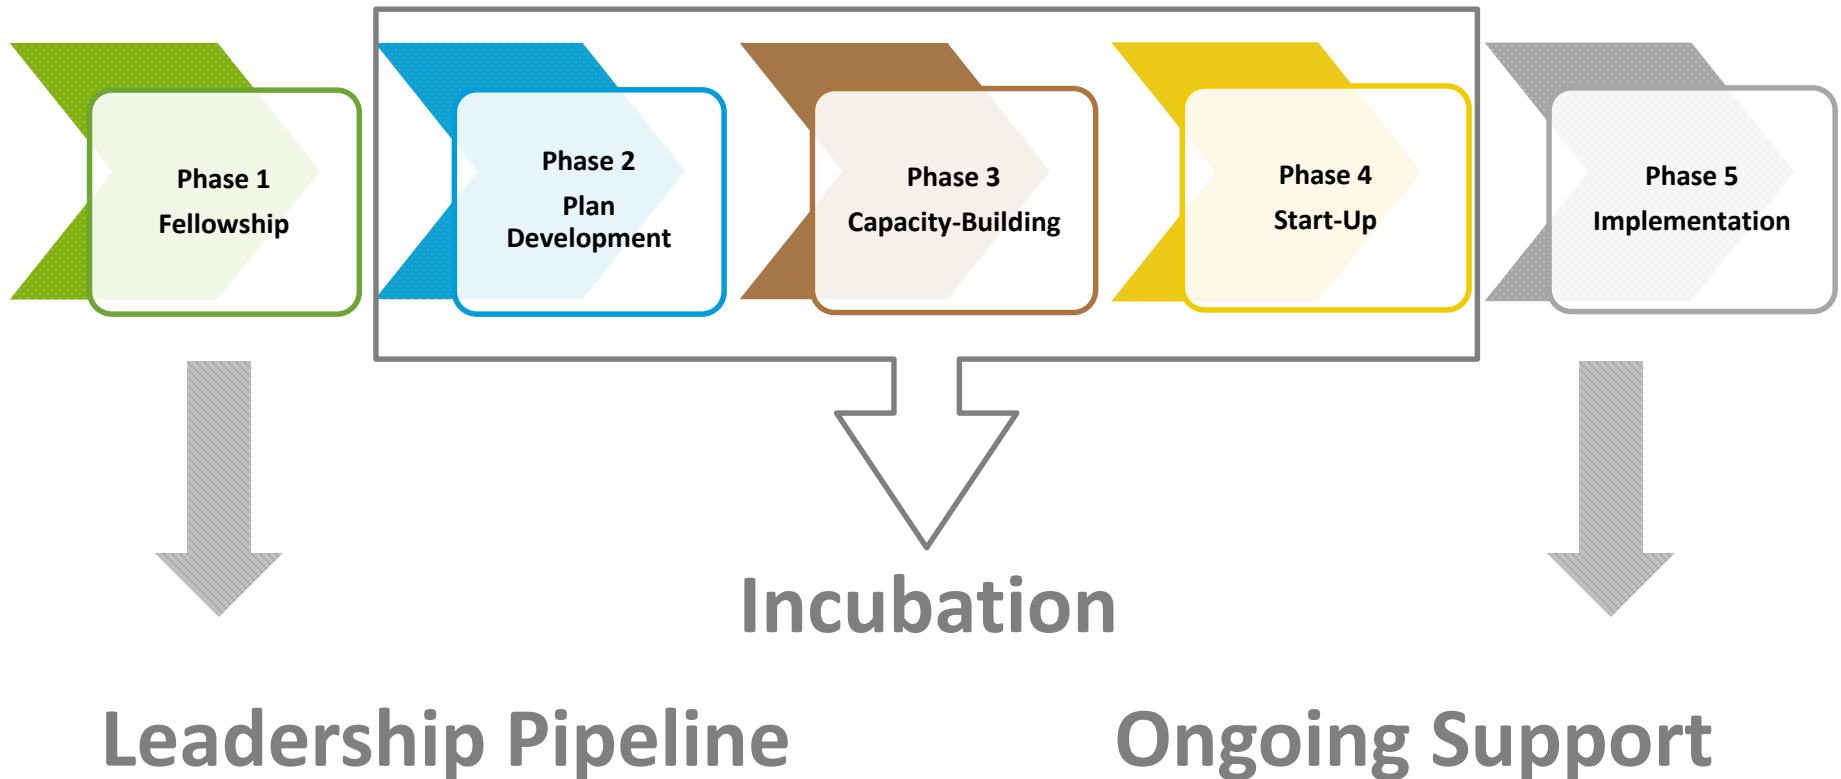 Phase 1
Fellowship
Phase 2
Plan
Development
Phase 3
Capacity-Building
Phase 4
Start-Up
Phase 5
Implementation
Incubation
Leadership Pipeline
Ongoing Support